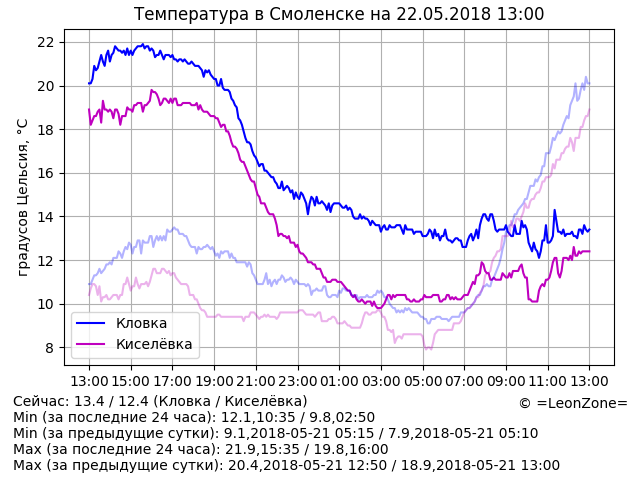 Температура в Смоленске на 22.05.2018 13:00
градусов Цельсия, °C
22
20
18
16
14
12
10
8
Кловка
Киселёвка
13:00 15:00 17:00 19:00 21:00 23:00 01:00 03:00 05:00 07:00 09:00 11:00 13:00
Сейчас: 13.4 / 12.4 (Кловка / Киселёвка)
© =LeonZone=
Min (за последние 24 часа): 12.1,10:35 / 9.8,02:50
Min (за предыдущие сутки): 9.1,2018-05-21 05:15 / 7.9,2018-05-21 05:10
Max (за последние 24 часа): 21.9,15:35 / 19.8,16:00
Max (за предыдущие сутки): 20.4,2018-05-21 12:50 / 18.9,2018-05-21 13:00